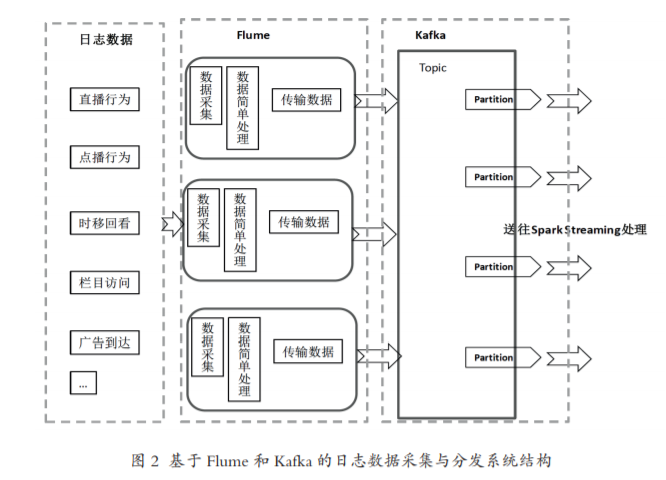 日志数据
直播行为
点播行为
时移回看
栏目访问
广告到达
...
Flume
数据采集
数据简单处理
传输数据
数据采集
数据简单处理
传输数据
数据采集
数据简单处理
传输数据
Kafka
Topic
Partition
Partition
送往Spark Streaming处理
Partition
Partition
图 2 基于 Flume 和 Kafka 的日志数据采集与分发系统结构